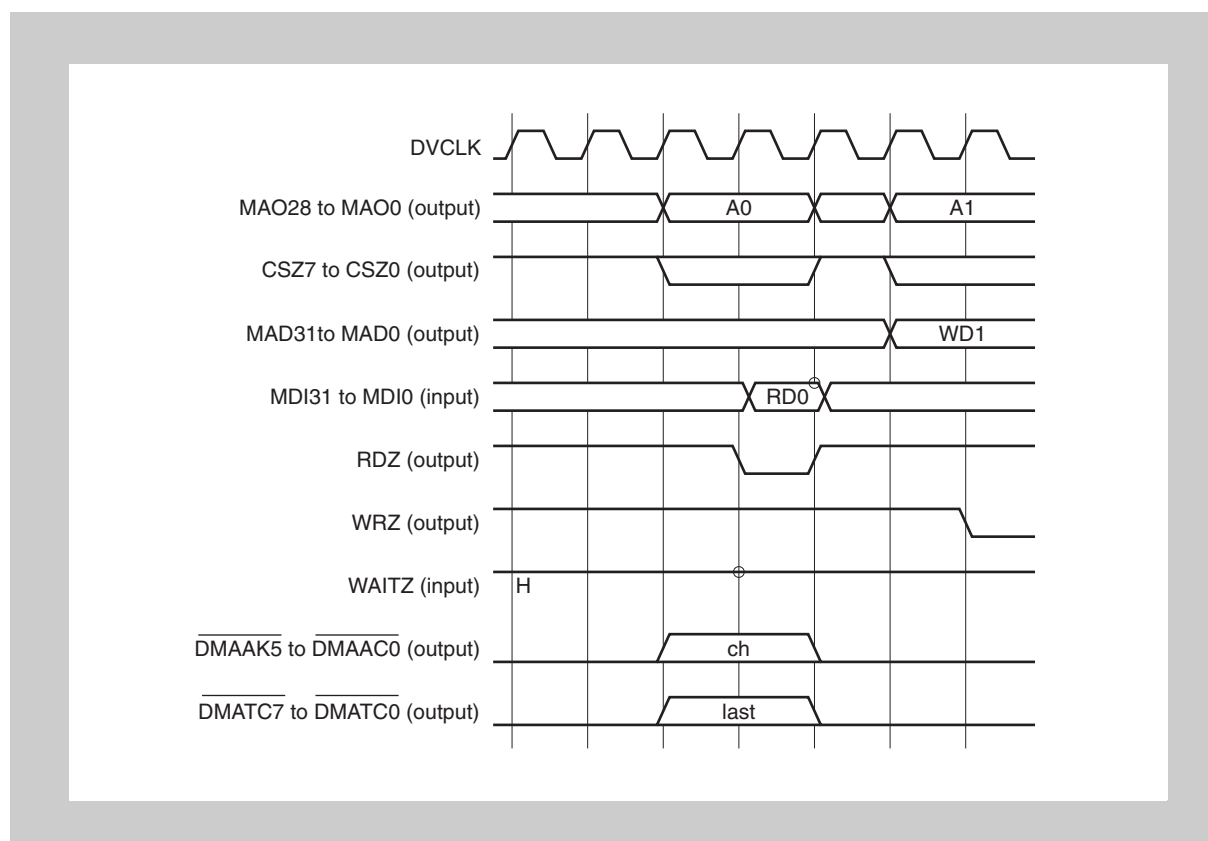 DVCLK
MAO28 to MAO0 (output) A0 A1
CSZ7 to CSZ0 (output)
MAD31to MAD0 (output) WD1
MDI31 to MDI0 (input) RD0
RDZ (output)
WRZ (output)
WAITZ (input) H
DMAAK5 to DMAAC0 (output) ch
DMATC7 to DMATC0 (output) last